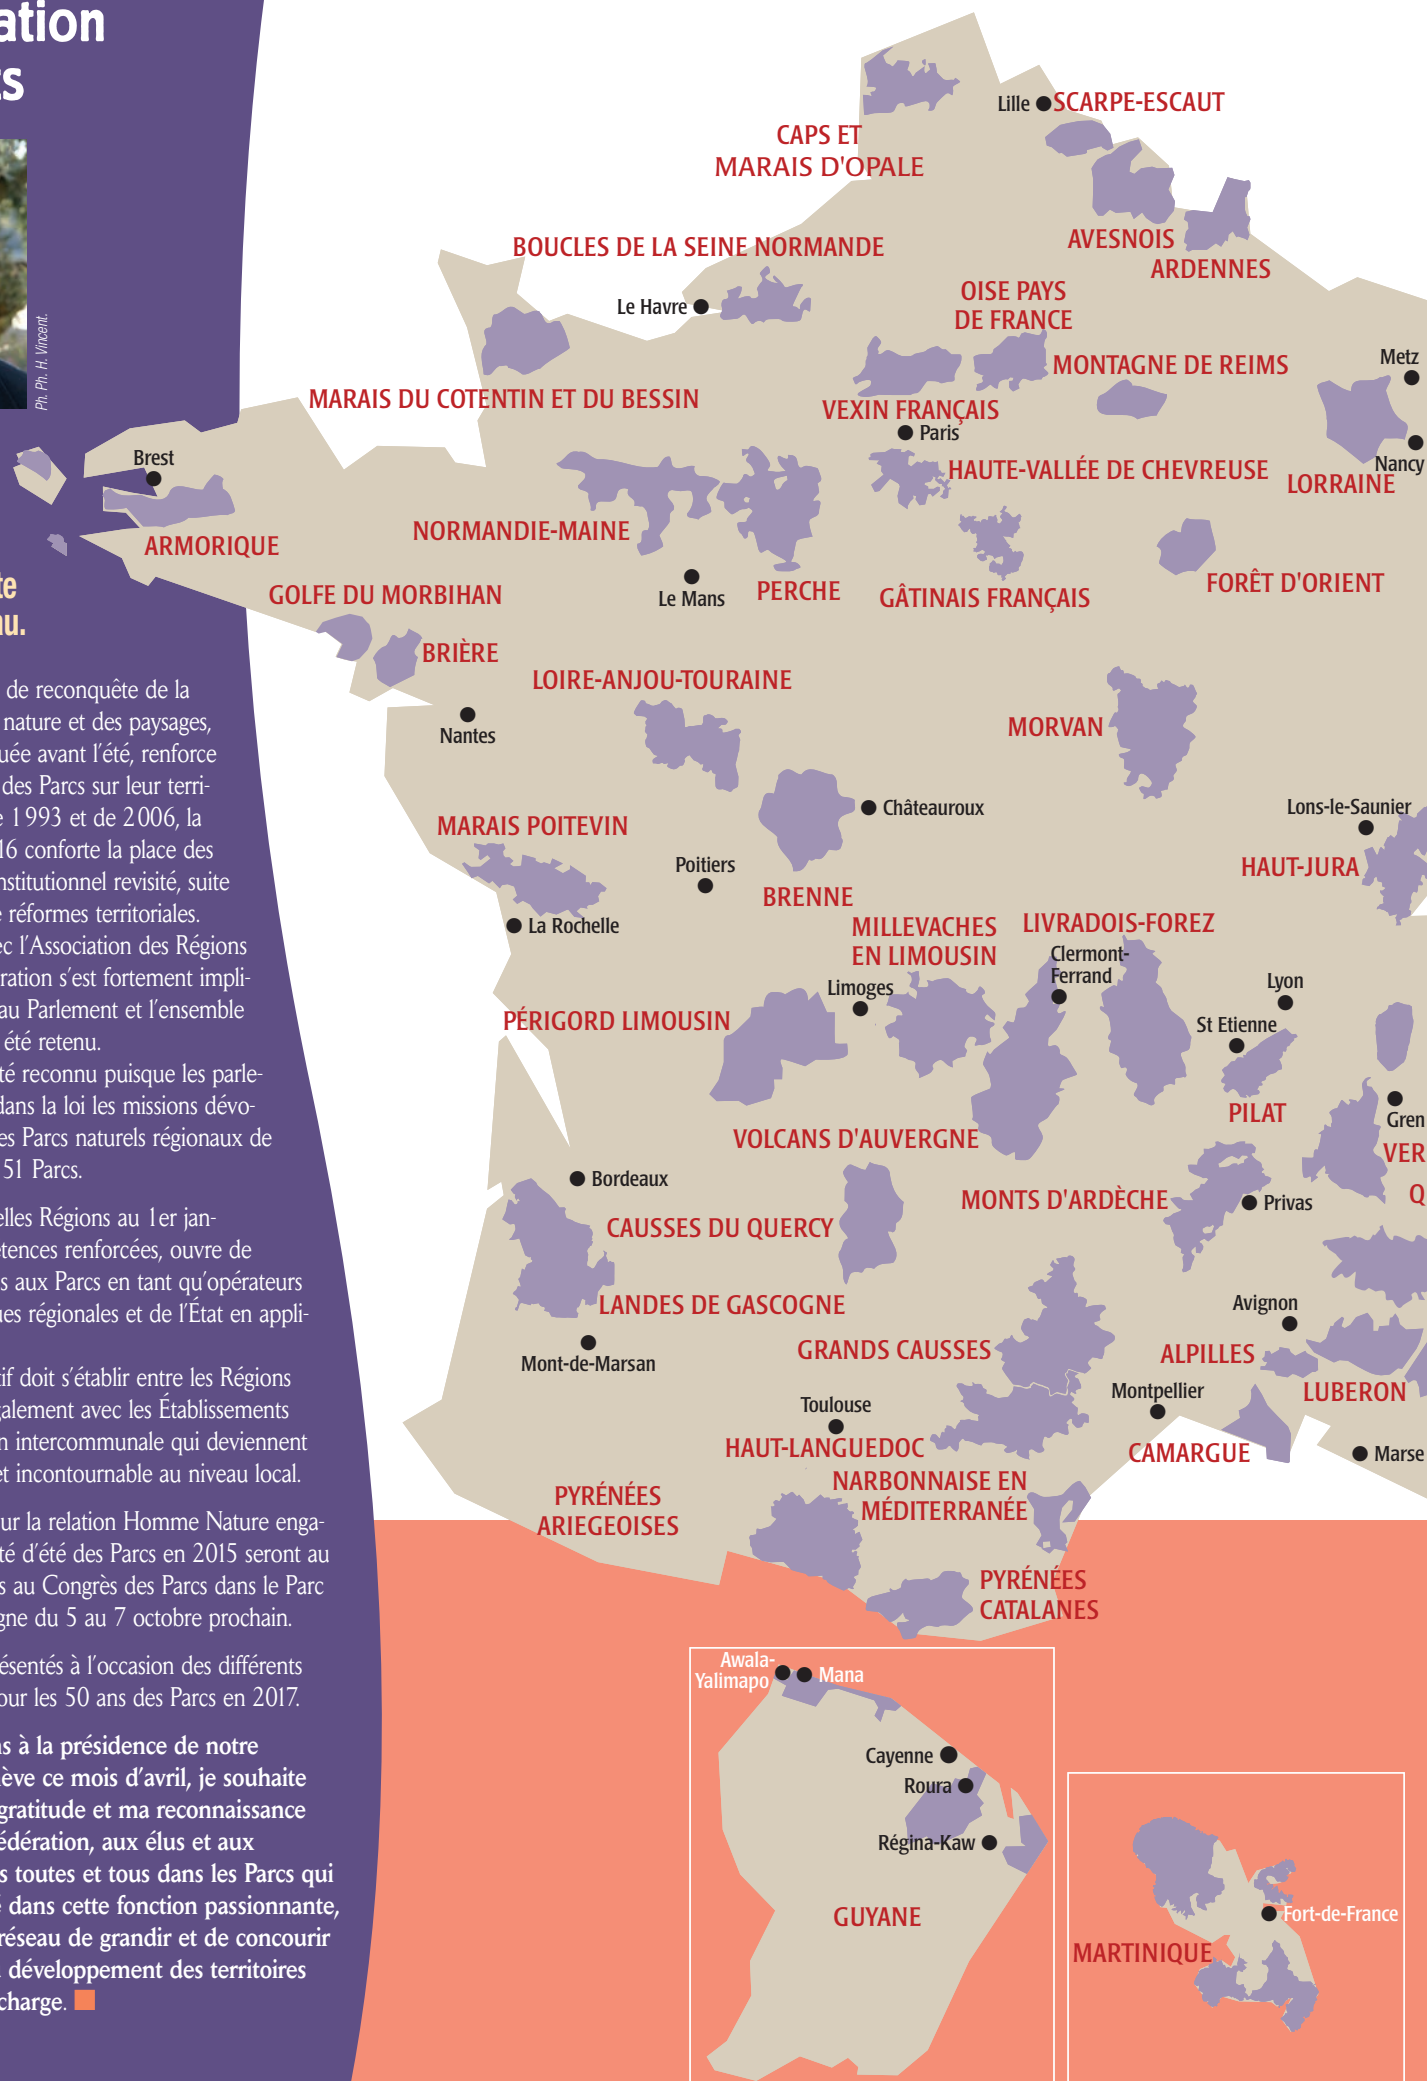 ation
ts
Ph. Ph. H. Vincent.
te
au.
de reconquête de la
nature et des paysages,
uée avant l'été, renforce
des Parcs sur leur terri-
e 1993 et de 2006, la
16 conforte la place des
nstitutionnel revisité, suite
e réformes territoriales.
ec l'Association des Régions
ration s'est fortement impli-
au Parlement et l'ensemble
été retenu.
té reconnu puisque les parle-
dans la loi les missions dévo-
es Parcs naturels régionaux de
51 Parcs.
elles Régions au 1er jan-
étences renforcées, ouvre de
s aux Parcs en tant qu'opérateurs
ues régionales et de l'État en appli-
tif doit s'établir entre les Régions
galement avec les Établissements
n intercommunale qui deviennent
et incontournable au niveau local.
ur la relation Homme Nature enga-
té d'été des Parcs en 2015 seront au
s au Congrès des Parcs dans le Parc
gne du 5 au 7 octobre prochain.
ésentés à l'occasion des différents
our les 50 ans des Parcs en 2017.
ns à la présidence de notre
lève ce mois d'avril, je souhaite
gratitude et ma reconnaissance
édération, aux élus et aux
s toutes et tous dans les Parcs qui
é dans cette fonction passionnante,
réseau de grandir et de concourir
développement des territoires
charge.
Lille
SCARPE-ESCAUT
CAPS ET
MARAIS D'OPALE
AVESNOIS
ARDENNES
BOUCLES DE LA SEINE NORMANDE
OISE PAYS
DE FRANCE
Le Havre
MONTAGNE DE REIMS
Metz
MARAIS DU COTENTIN ET DU BESSIN
VEXIN FRANÇAIS
Paris
Brest
HAUTE-VALLÉE DE CHEVREUSE
Nancy
LORRAINE
NORMANDIE-MAINE
ARMORIQUE
GOLFE DU MORBIHAN
Le Mans
PERCHE
GÂTINAIS FRANÇAIS
FORÊT D'ORIENT
BRIÈRE
LOIRE-ANJOU-TOURAINE
Nantes
MORVAN
Châteauroux
Lons-le-Saunier
MARAIS POITEVIN
Poitiers
HAUT-JURA
BRENNE
La Rochelle
MILLEVACHES
EN LIMOUSIN
LIVRADOIS-FOREZ
Clermont-
Ferrand
Limoges
Lyon
PÉRIGORD LIMOUSIN
St Etienne
PILAT
Gren
VOLCANS D'AUVERGNE
VER
Bordeaux
MONTS D'ARDÈCHE
Privas
Q
CAUSSES DU QUERCY
LANDES DE GASCOGNE
Avignon
Mont-de-Marsan
GRANDS CAUSSES
ALPILLES
Montpellier
LUBERON
Toulouse
HAUT-LANGUEDOC
CAMARGUE
Marse
NARBONNAISE EN
MÉDITERRANÉE
PYRÉNÉES
ARIEGEOISES
PYRÉNÉES
CATALANES
Awala-
Yalimapo
Mana
Cayenne
Roura
Régina-Kaw
GUYANE
Fort-de-France
MARTINIQUE